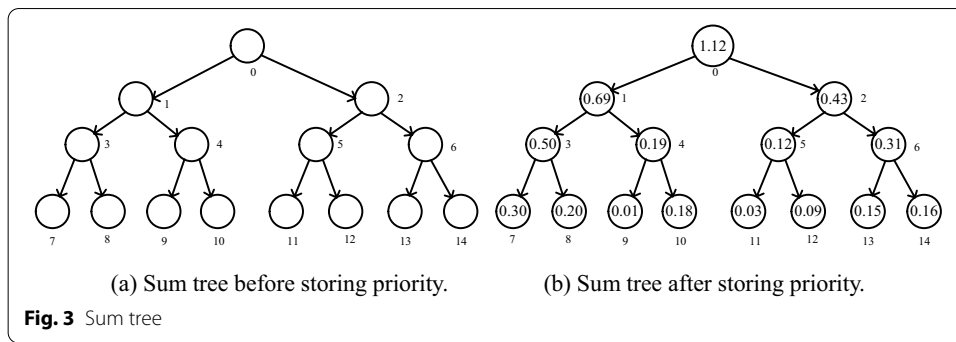 1.12
0 0
0.69 0.43
1 2 1 2
0.50 0.19 0.12 0.31
3 4 5 6 3 4 5 6
0.30 0.20 0.01 0.18 0.03 0.09 0.15 0.16
7 8 9 10 11 12 13 14 7 8 9 10 11 12 13 14
(a) Sum tree before storing priority. (b) Sum tree after storing priority.
Fig. 3 Sum tree